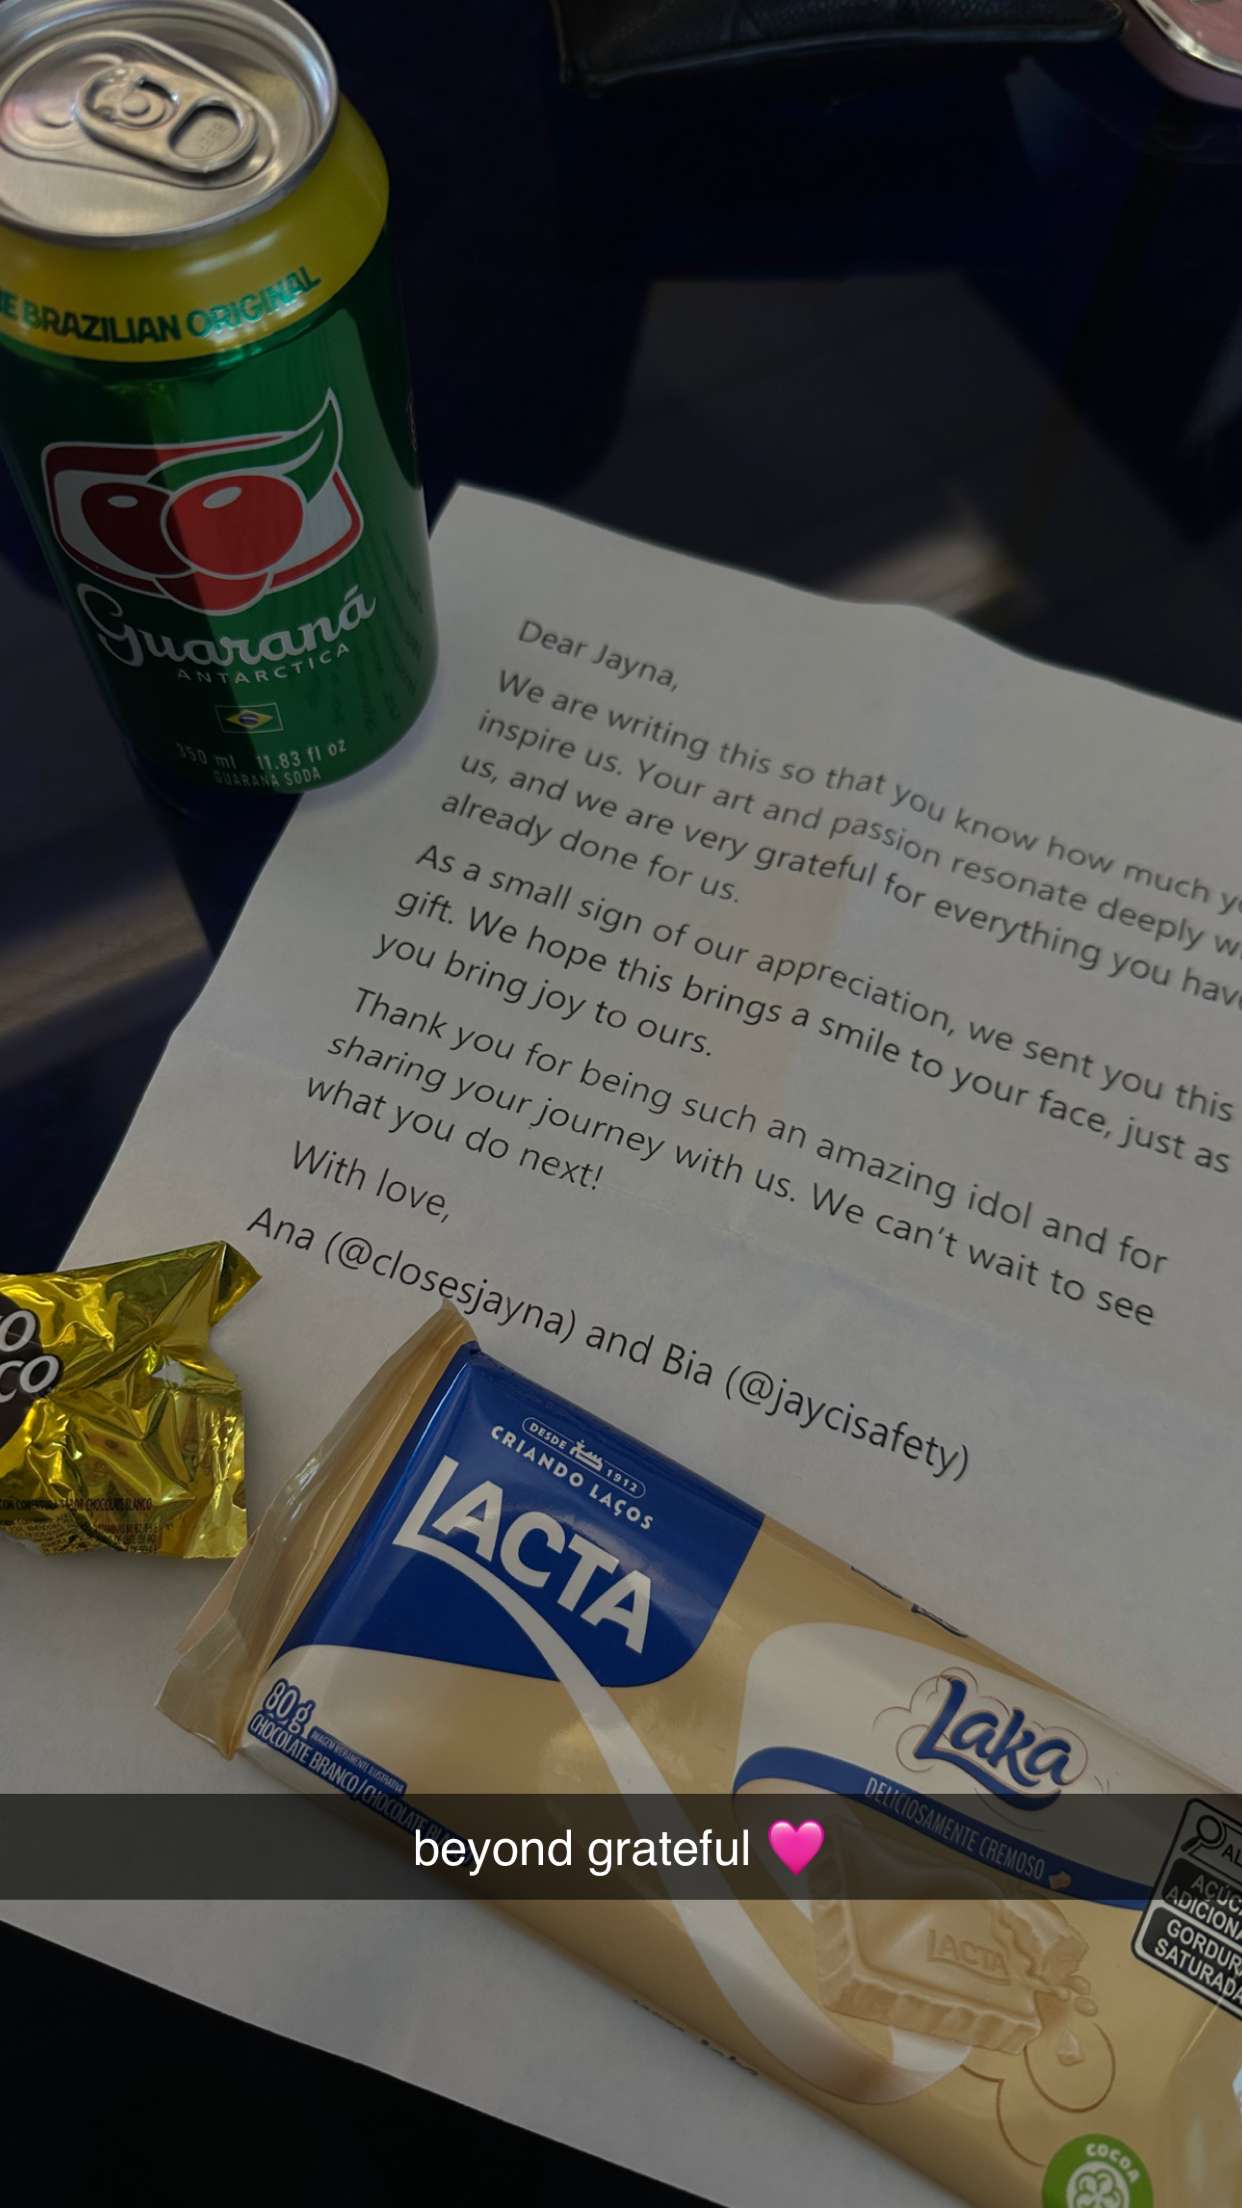 BRAZILIAN ORIGINAL
Guaraná
ANTARCTICA
350 ml 11.83 fl oz
GUARANA SODA
Dear Jayna,
We are writing this so that you know how much
inspire us. Your art and passion resonate deeply
us, and we are very grateful for everything you have
already done for us.
As a small sign of our appreciation, we sent you this
gift. We hope this brings a smile to your face, just as
you bring joy to ours.
Thank you for being such an amazing idol and for
sharing your journey with us. We can't wait to see
what you do next!
With love,
Ana (@closesjayna) and Bia (@jaycisafety)
DESDE 1912
CRIANDO LAÇOS
LACTA
80g
CHOCOLATE BRANCO/CHOCOLATE
Laka
DELICIOSAMENTE CREMOSO
LACTA
beyond grateful 🩷
COCOA